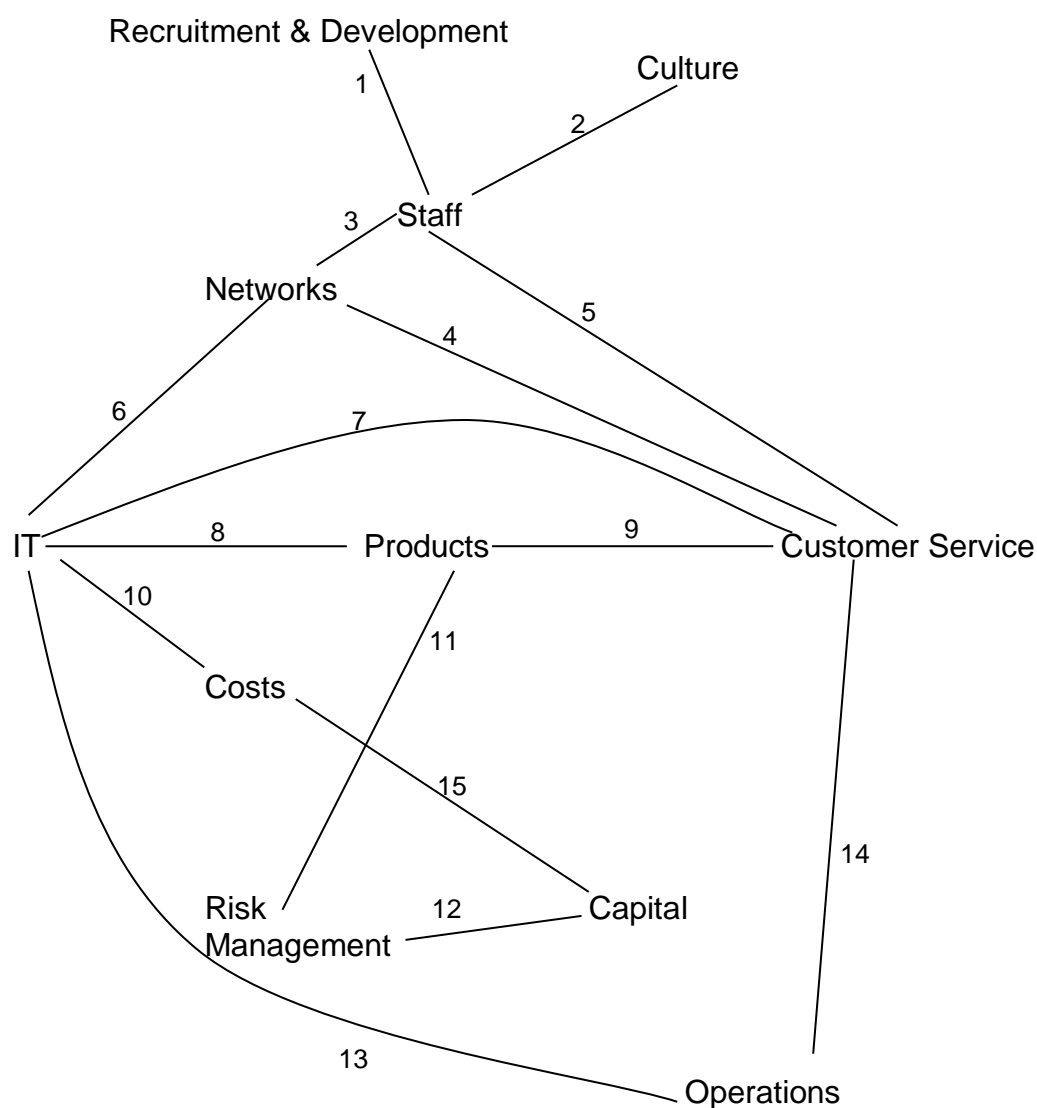 Recruitment & Development
Culture
1
2
3
Staff
Networks
5
4
6
7
IT
8
Products
9
Customer Service
10
11
Costs
15
14
Risk
Management
12
Capital
13
Operations